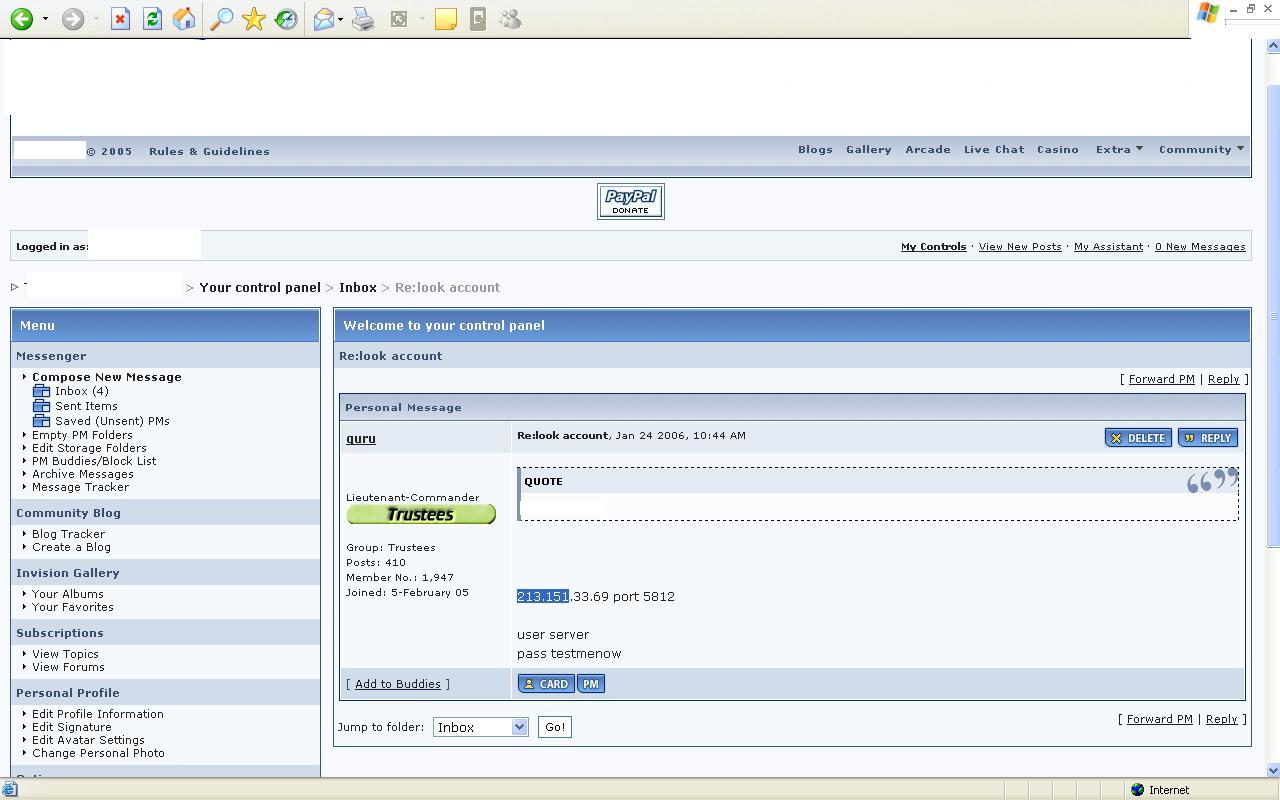 © 2005 Rules & Guidelines
Blogs Gallery Arcade Live Chat Casino Extra Community
PayPal
DONATE
Logged in as:
My Controls · View New Posts · My Assistant · 0 New Messages
> Your control panel > Inbox > Re:look account
Menu
Messenger
Compose New Message
Inbox (4)
Sent Items
Saved (Unsent) PMs
Empty PM Folders
Edit Storage Folders
PM Buddies/Block List
Archive Messages
Message Tracker
Community Blog
Blog Tracker
Create a Blog
Invision Gallery
Your Albums
Your Favorites
Subscriptions
View Topics
View Forums
Personal Profile
Edit Profile Information
Edit Signature
Edit Avatar Settings
Change Personal Photo
Welcome to your control panel
Re:look account
[ Forward PM | Reply ]
Personal Message
guru
Re:look account, Jan 24 2006, 10:44 AM
DELETE REPLY
Lieutenant-Commander
Trustees
Group: Trustees
Posts: 410
Member No.: 1,947
Joined: 5-February 05
QUOTE
213.151.33.69 port 5812
user server
pass testmenow
[ Add to Buddies ]
CARD PM
Jump to folder: Inbox Go!
[ Forward PM | Reply ]
Internet